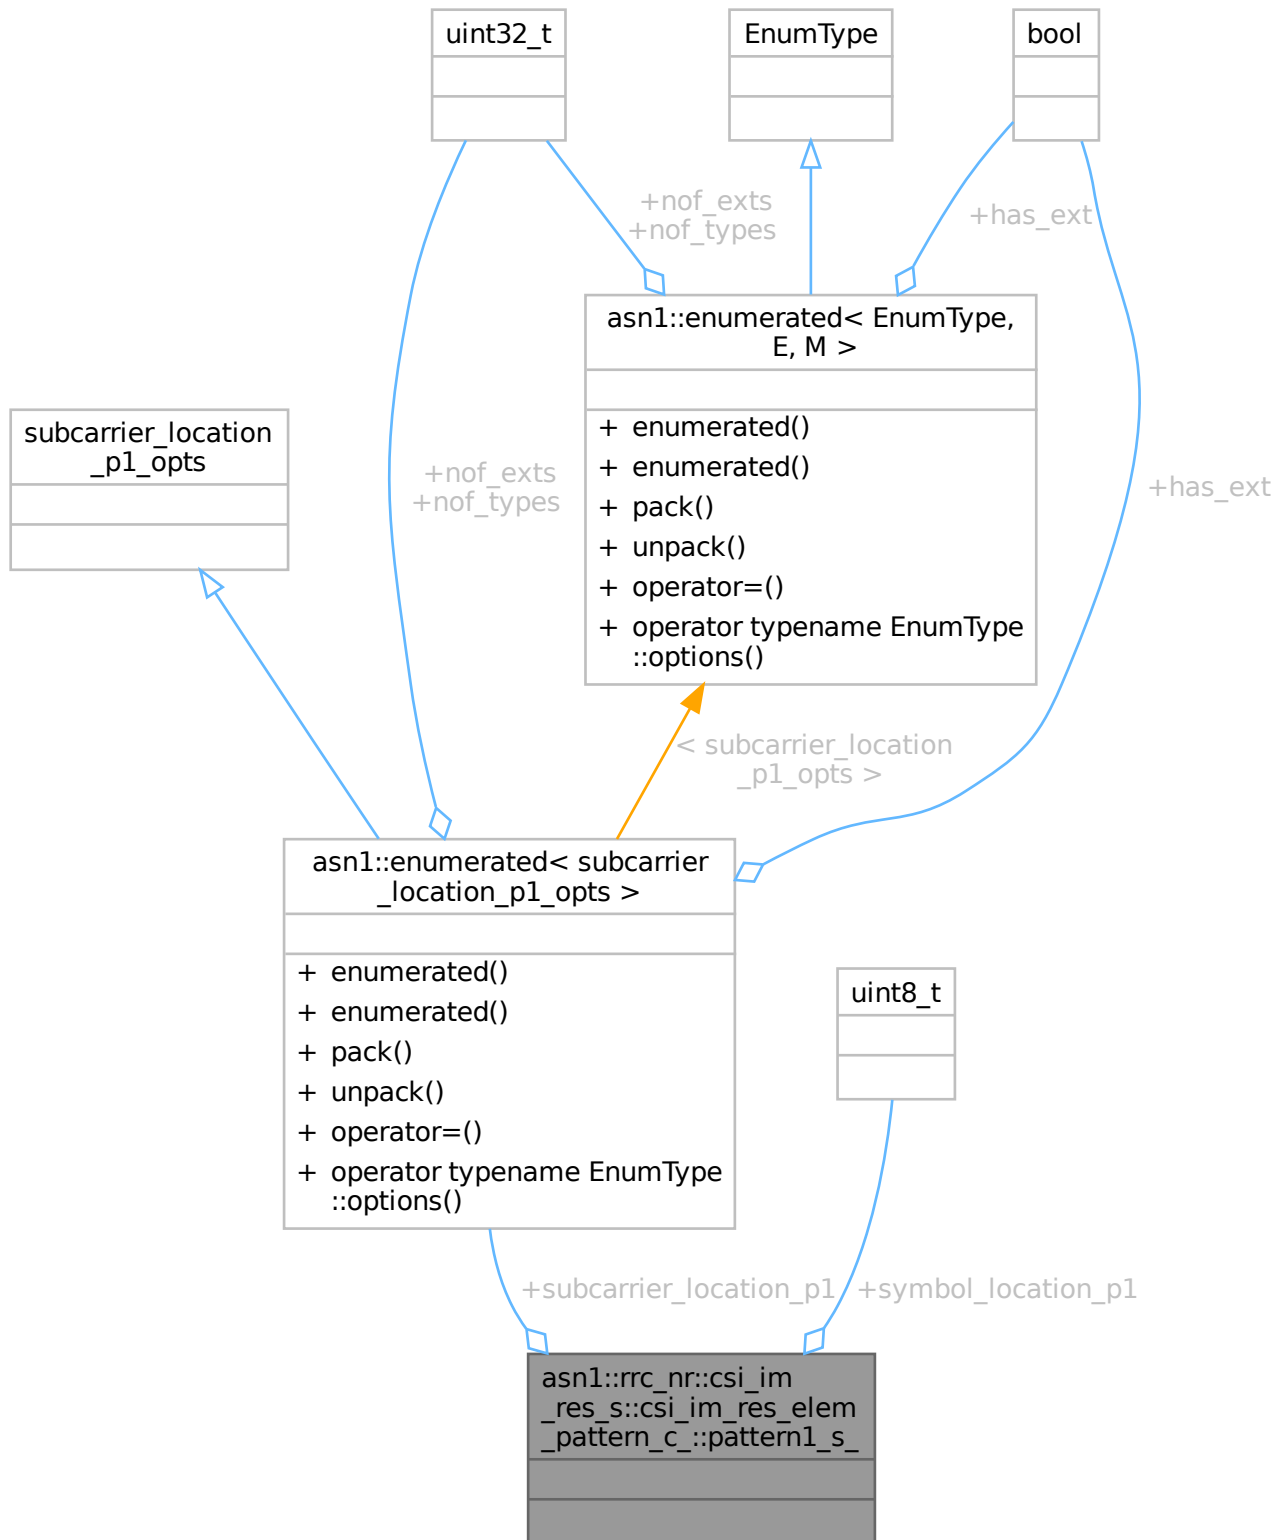 uint32_t
EnumType
bool
+nof_exts
+nof_types
+has_ext
asn1::enumerated< EnumType,
E, M >
+ enumerated()
+ enumerated()
+ pack()
+ unpack()
+ operator=()
+ operator typename EnumType
::options()
subcarrier_location
_p1_opts
+nof_exts
+nof_types
+has_ext
< subcarrier_location
_p1_opts >
asn1::enumerated< subcarrier
_location_p1_opts >
+ enumerated()
+ enumerated()
+ pack()
+ unpack()
+ operator=()
+ operator typename EnumType
::options()
uint8_t
+subcarrier_location_p1
+symbol_location_p1
asn1::rrc_nr::csi_im
_res_s::csi_im_res_elem
_pattern_c_::pattern1_s_